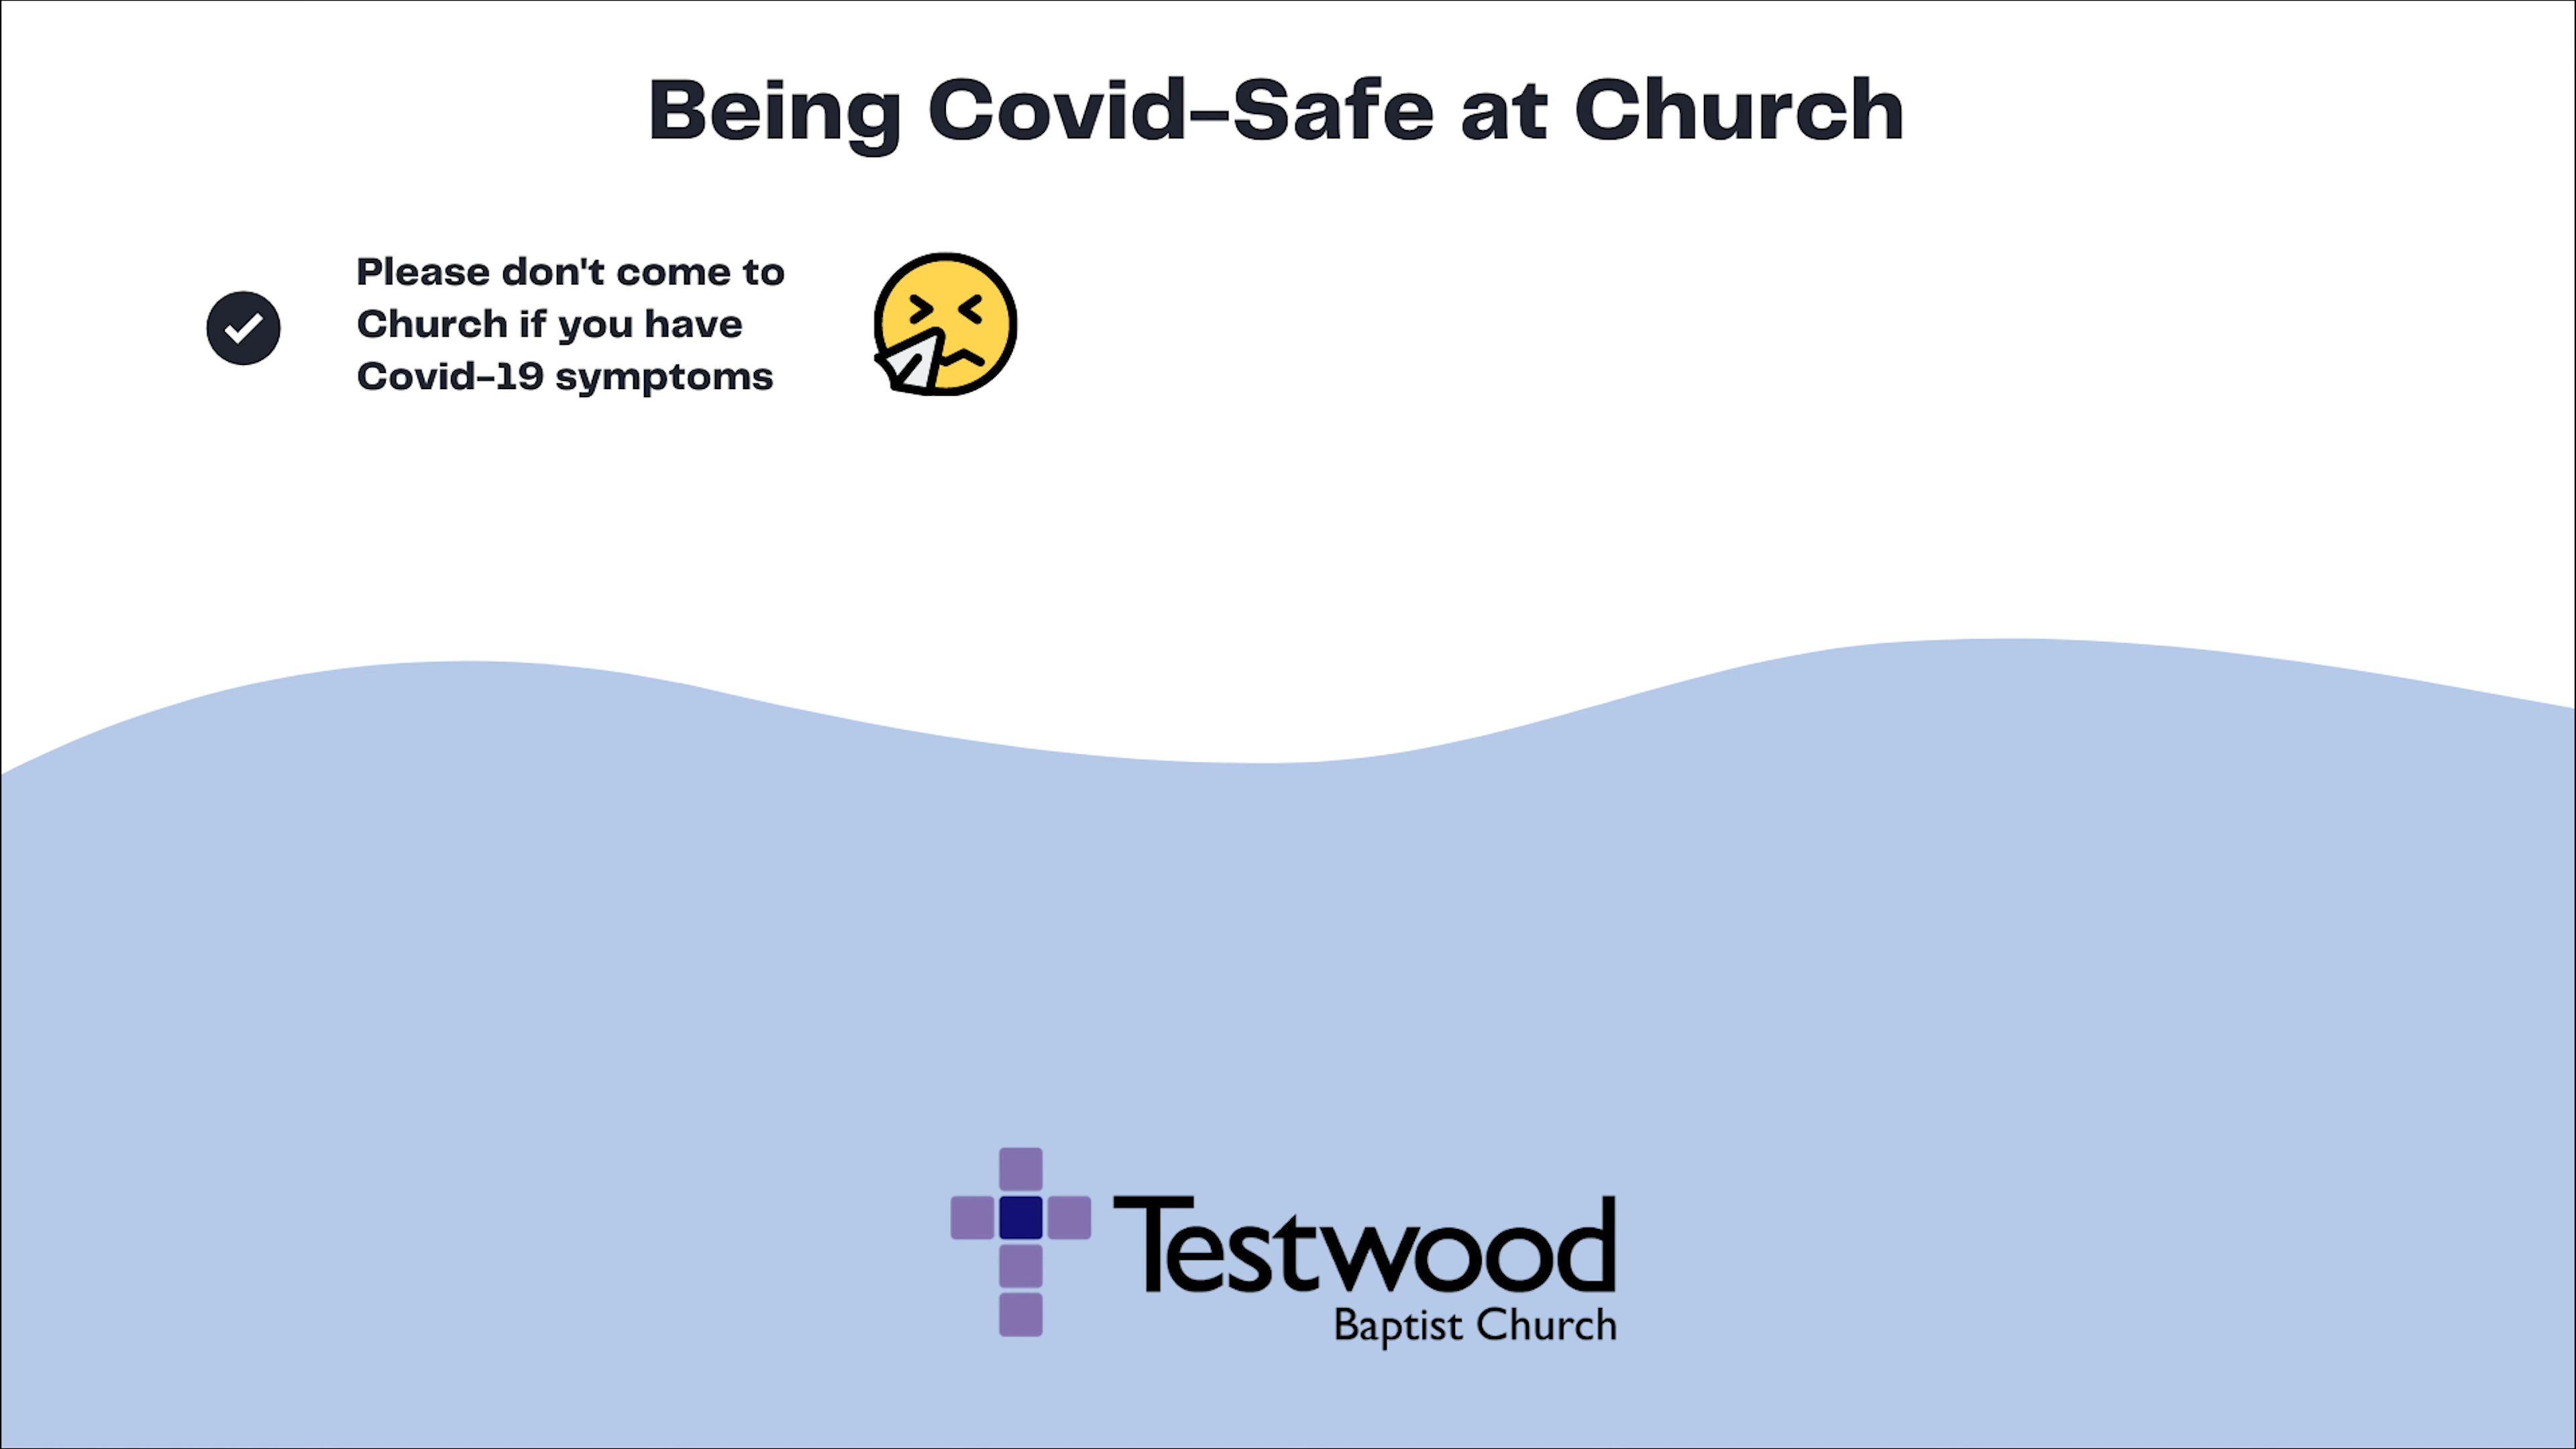 Being Covid-Safe at Church
Please don't come to
Church if you have
Covid-19 symptoms
Testwood
Baptist Church